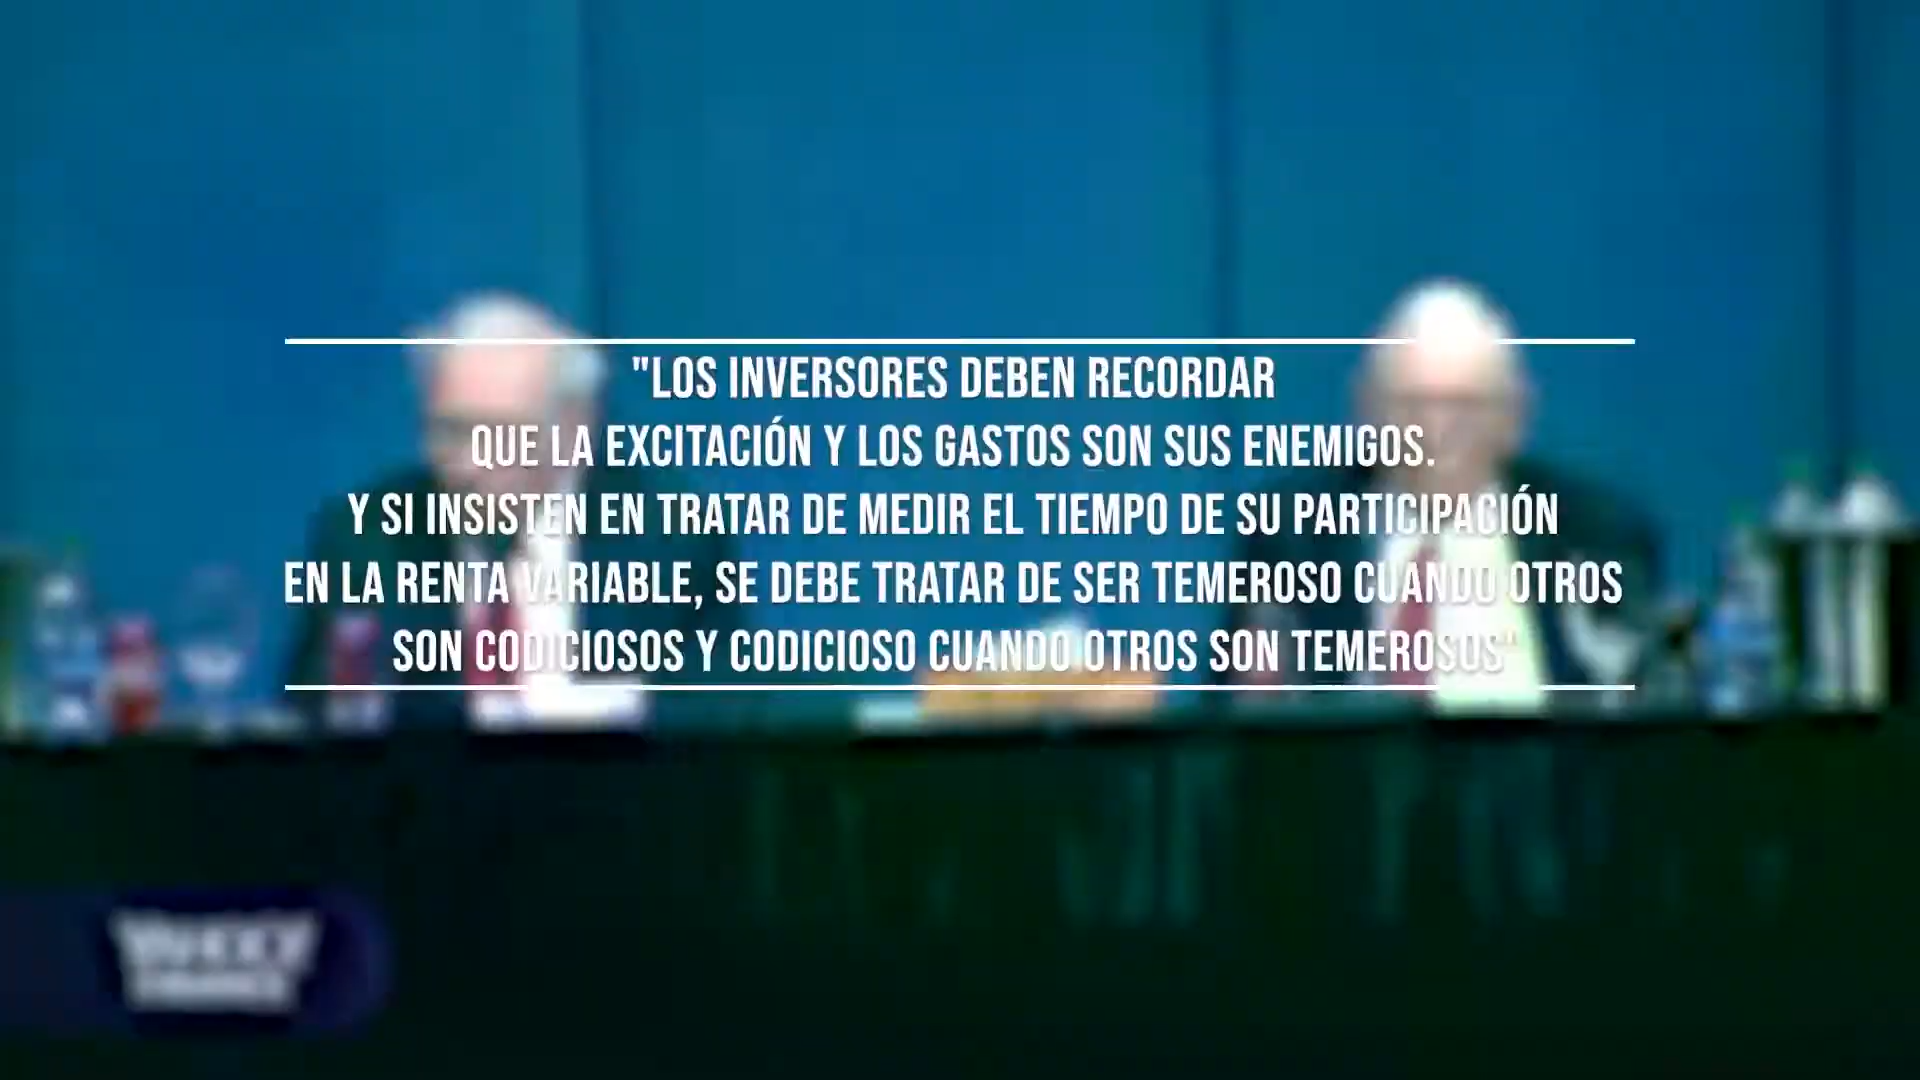 "LOS INVERSORES DEBEN RECORDAR
QUE LA EXCITACIÓN Y LOS GASTOS SON SUS ENEMIGOS.
Y SI INSISTEN EN TRATAR DE MEDIR EL TIEMPO DE SU PARTICIPACIÓN
EN LA RENTA VARIABLE, SE DEBE TRATAR DE SER TEMEROSO CUANDO OTROS
SON CODICIOSOS Y CODICIOSO CUANDO OTROS SON TEMEROSOS"